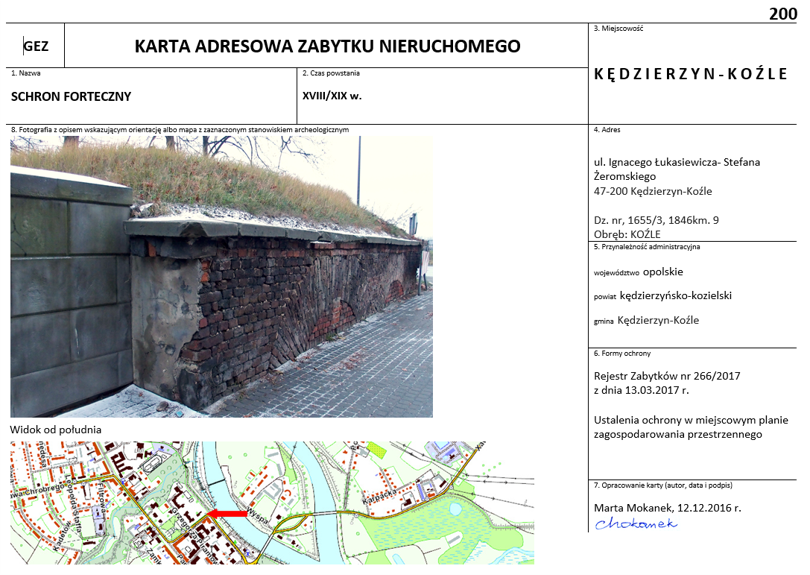 200
GEZ
KARTA ADRESOWA ZABYTKU NIERUCHOMEGO
3. Miejscowość
KĘDZIERZYN-KOŹLE
1. Nazwa
SCHRON FORTECZNY
2. Czas powstania
XVIII/XIX w.
8. Fotografia z opisem wskazującym orientację albo mapa z zaznaczonym stanowiskiem archeologicznym
4. Adres
ul. Ignacego Łukasiewicza- Stefana
Żeromskiego
47-200 Kędzierzyn-Koźle
Dz. nr, 1655/3, 1846km. 9
Obręb: KOŹLE
5. Przynależność administracyjna
województwo opolskie
powiat kędzierzyńsko-kozielski
gmina Kędzierzyn-Koźle
6. Formy ochrony
Rejestr Zabytków nr 266/2017
z dnia 13.03.2017 r.
Ustalenia ochrony w miejscowym planie
zagospodarowania przestrzennego
7. Opracowanie karty (autor, data i podpis)
Marta Mokanek, 12.12.2016 r.
Widok od południa
Wyspa